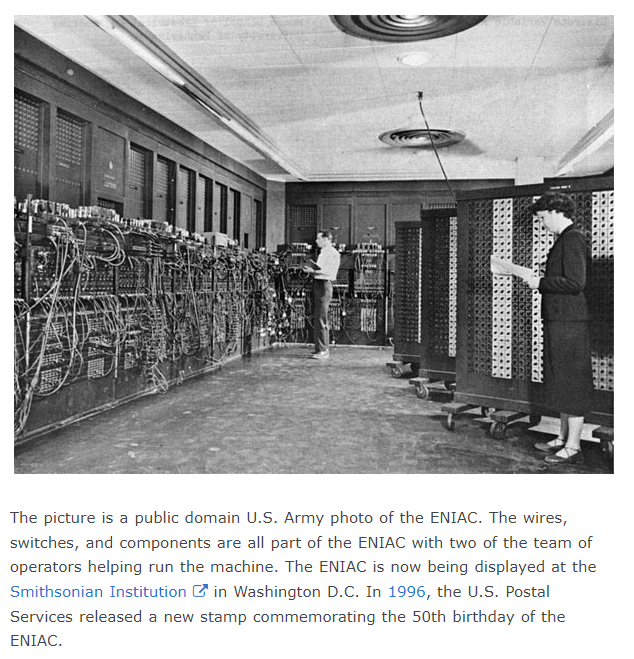 The picture is a public domain U.S. Army photo of the ENIAC. The wires,
switches, and components are all part of the ENIAC with two of the team of
operators helping run the machine. The ENIAC is now being displayed at the
Smithsonian Institution in Washington D.C. In 1996, the U.S. Postal
Services released a new stamp commemorating the 50th birthday of the
ENIAC.